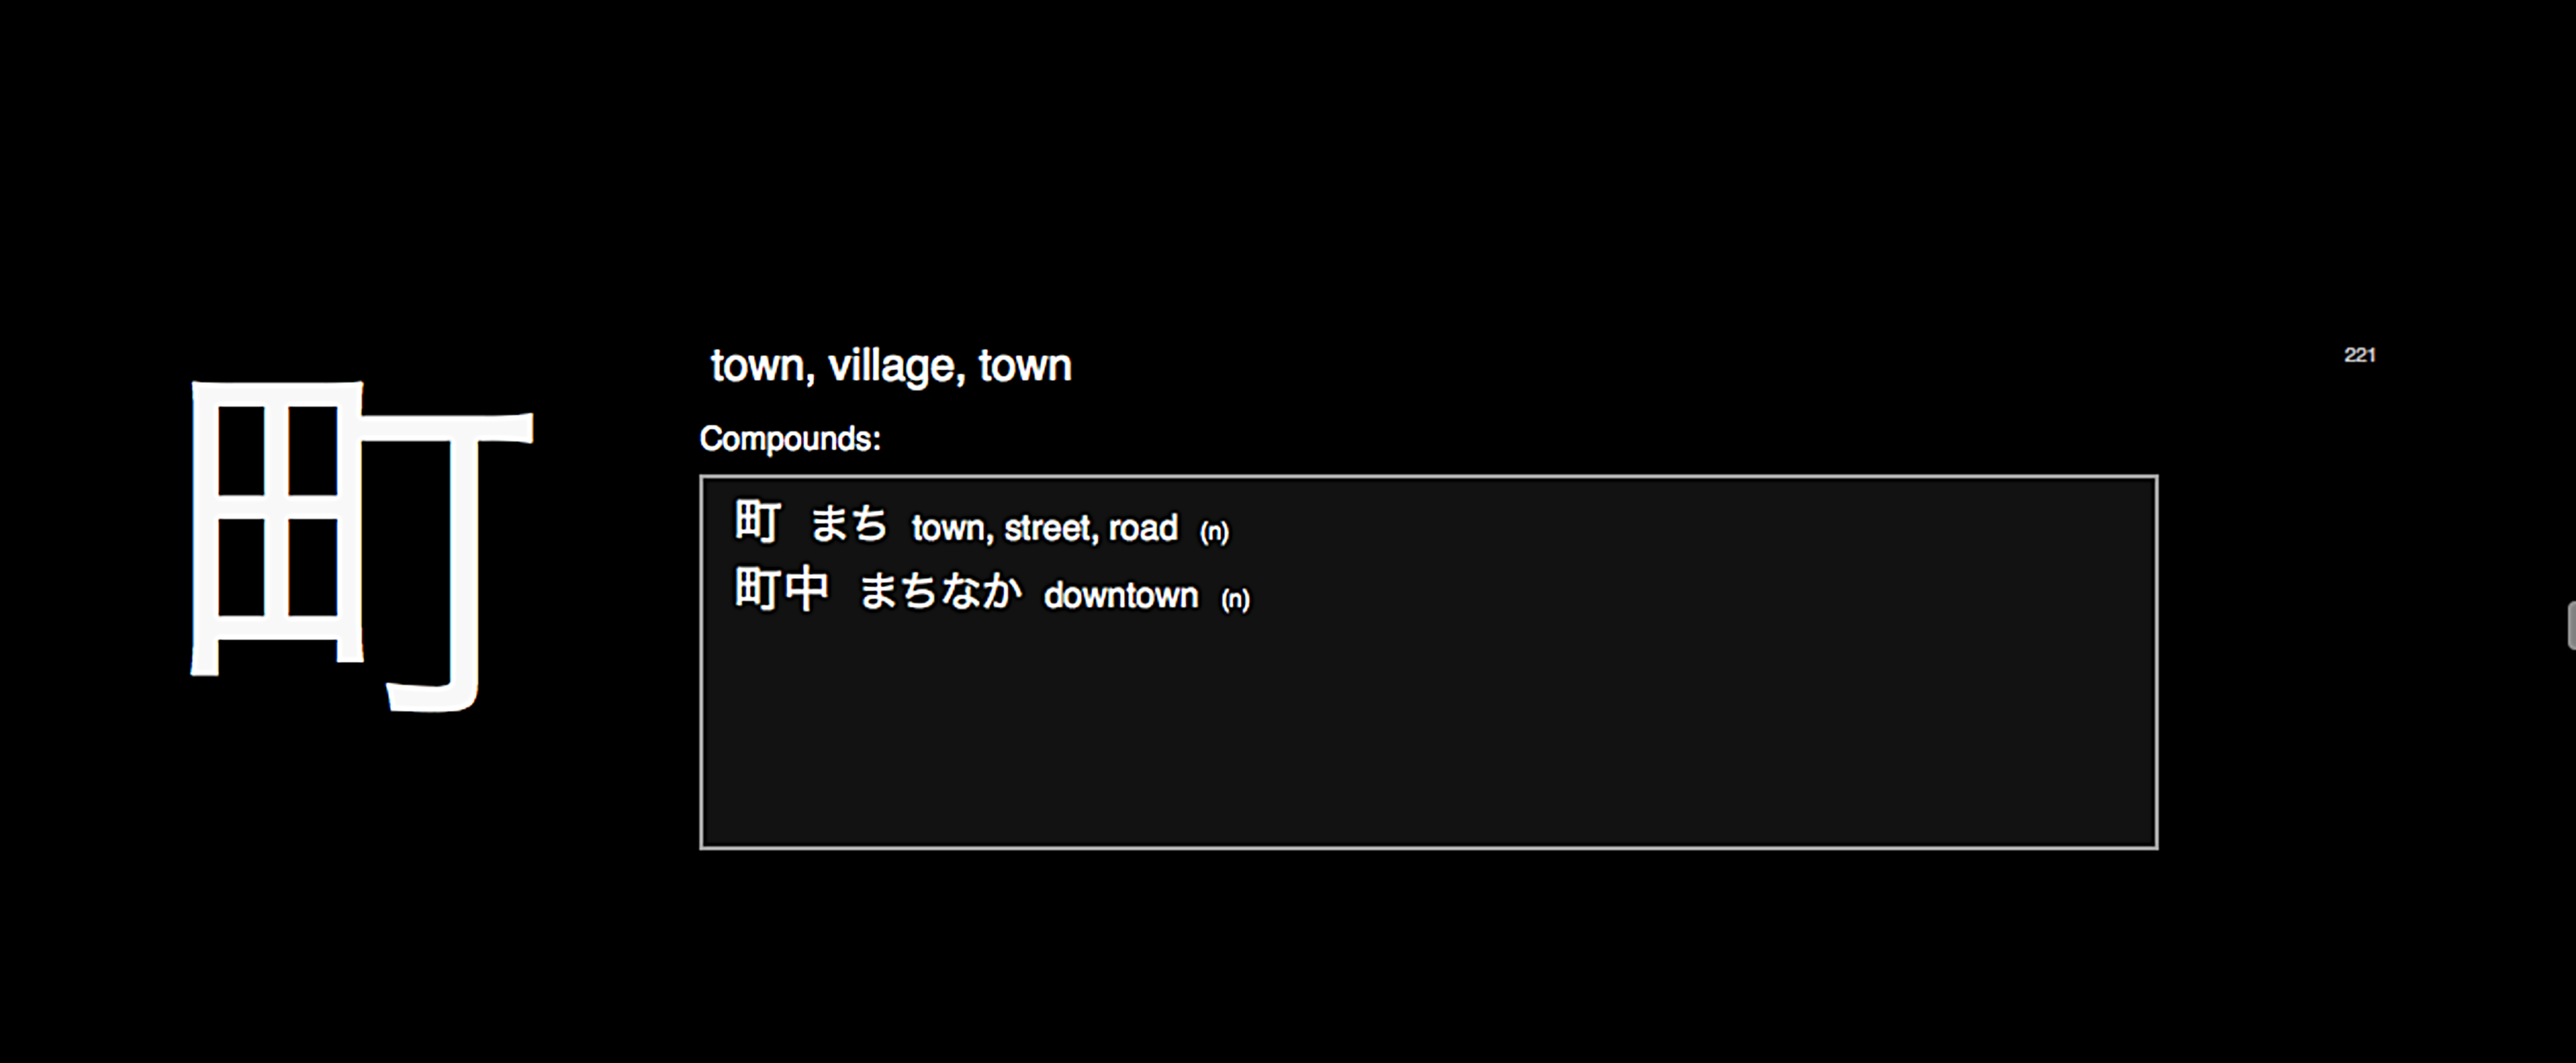 町
town, village, town
221
Compounds:
町 まち town, street, road (n)
町中 まちなか downtown (n)